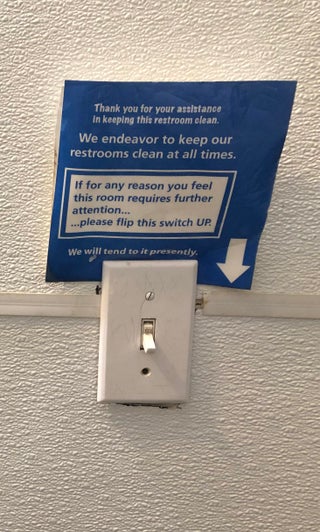 Thank you for your assistance
in keeping this restroom clean.
We endeavor to keep our
restrooms clean at all times.
If for any reason you feel
this room requires further
attention...
...please flip this switch UP.
We will tend to it presently.